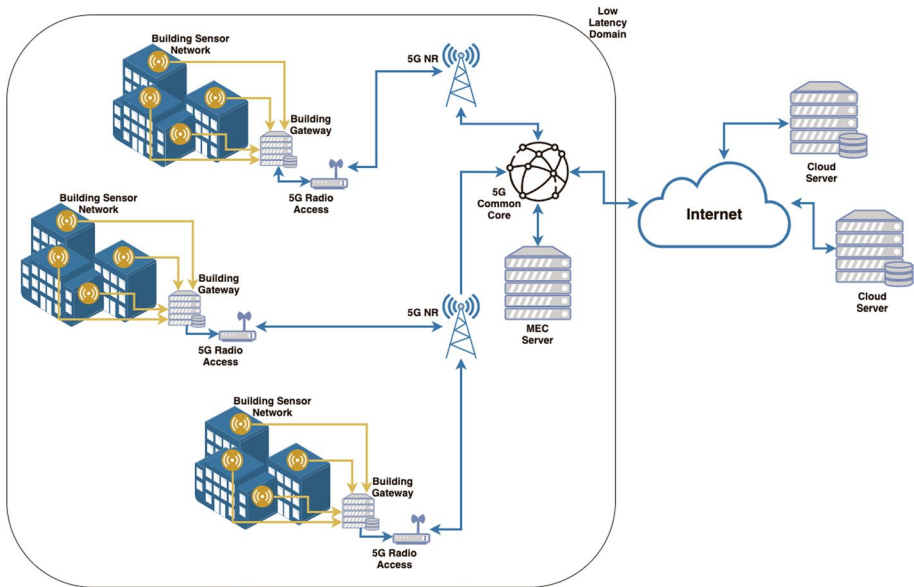 Low
Latency
Domain
Building Sensor
Network
5G NR
Building
Gateway
5G Radio
Access
Cloud
Server
5G
Common
Core
Internet
Building Sensor
Network
Building
Gateway
5G NR
5G Radio
Access
MEC
Server
Cloud
Server
Building Sensor
Network
Building
Gateway
5G Radio
Access